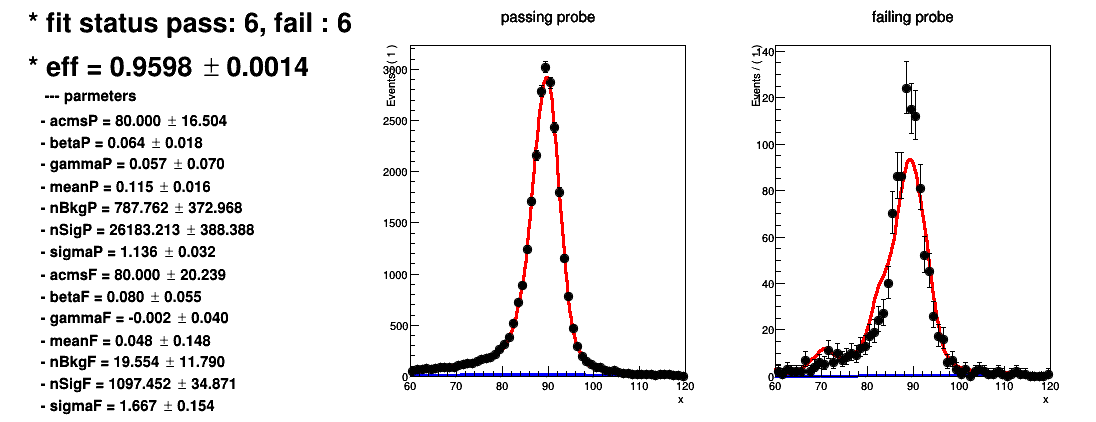 * fit status pass: 6, fail : 6
* eff = 0.9598 ± 0.0014
--- parmeters
- acmsP = 80.000 ± 16.504
- betaP = 0.064 ± 0.018
- gammaP = 0.057 ± 0.070
- meanP = 0.115 ± 0.016
- nBkgP = 787.762 ± 372.968
- nSigP = 26183.213 ± 388.388
- sigmaP = 1.136 ± 0.032
- acmsF = 80.000 ± 20.239
- betaF = 0.080 ± 0.055
- gammaF = -0.002 ± 0.040
- meanF = 0.048 ± 0.148
- nBkgF = 19.554 ± 11.790
- nSigF = 1097.452 ± 34.871
- sigmaF = 1.667 ± 0.154
passing probe
Events / ( 1 )
3000
2500
2000
1500
1000
500
0
60 70 80 90 100 110 120
x
failing probe
Events / ( 1 )
140
120
100
80
60
40
20
0
60 70 80 90 100 110 120
x